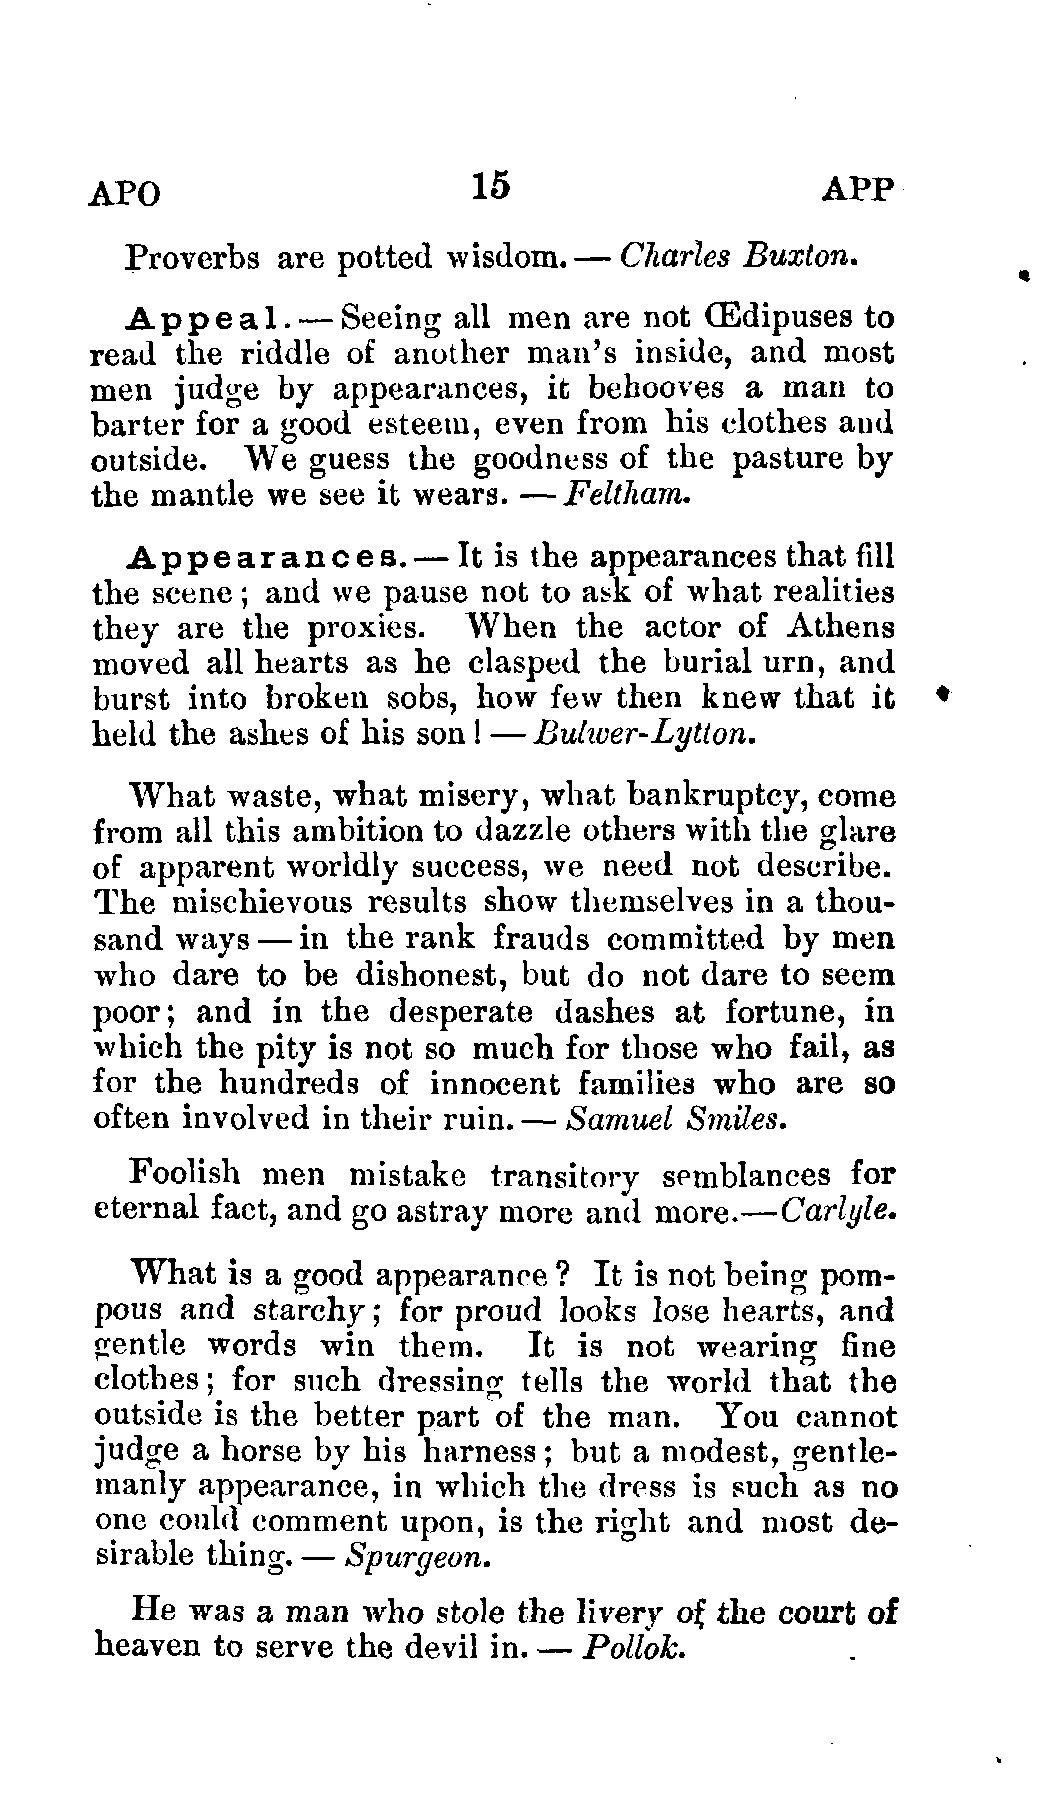 APO 15 APP
Proverbs are potted wisdom. — Charles Buxton.
Appeal. — Seeing all men are not Œdipuses to
read the riddle of another man's inside, and most
men judge by appearances, it behooves a man to
barter for a good esteem, even from his clothes and
outside. We guess the goodness of the pasture by
the mantle we see it wears. — Feltham.
Appearances. — It is the appearances that fill
the scene; and we pause not to ask of what realities
they are the proxies. When the actor of Athens
moved all hearts as he clasped the burial urn, and
burst into broken sobs, how few then knew that it
held the ashes of his son! — Bulwer-Lytton.
What waste, what misery, what bankruptcy, come
from all this ambition to dazzle others with the glare
of apparent worldly success, we need not describe.
The mischievous results show themselves in a thou-
sand ways — in the rank frauds committed by men
who dare to be dishonest, but do not dare to seem
poor; and in the desperate dashes at fortune, in
which the pity is not so much for those who fail, as
for the hundreds of innocent families who are so
often involved in their ruin. — Samuel Smiles.
Foolish men mistake transitory semblances for
eternal fact, and go astray more and more.—Carlyle.
What is a good appearance? It is not being pom-
pous and starchy; for proud looks lose hearts, and
gentle words win them. It is not wearing fine
clothes; for such dressing tells the world that the
outside is the better part of the man. You cannot
judge a horse by his harness; but a modest, gentle-
manly appearance, in which the dress is such as no
one could comment upon, is the right and most de-
sirable thing. — Spurgeon.
He was a man who stole the livery of the court of
heaven to serve the devil in. — Pollok.